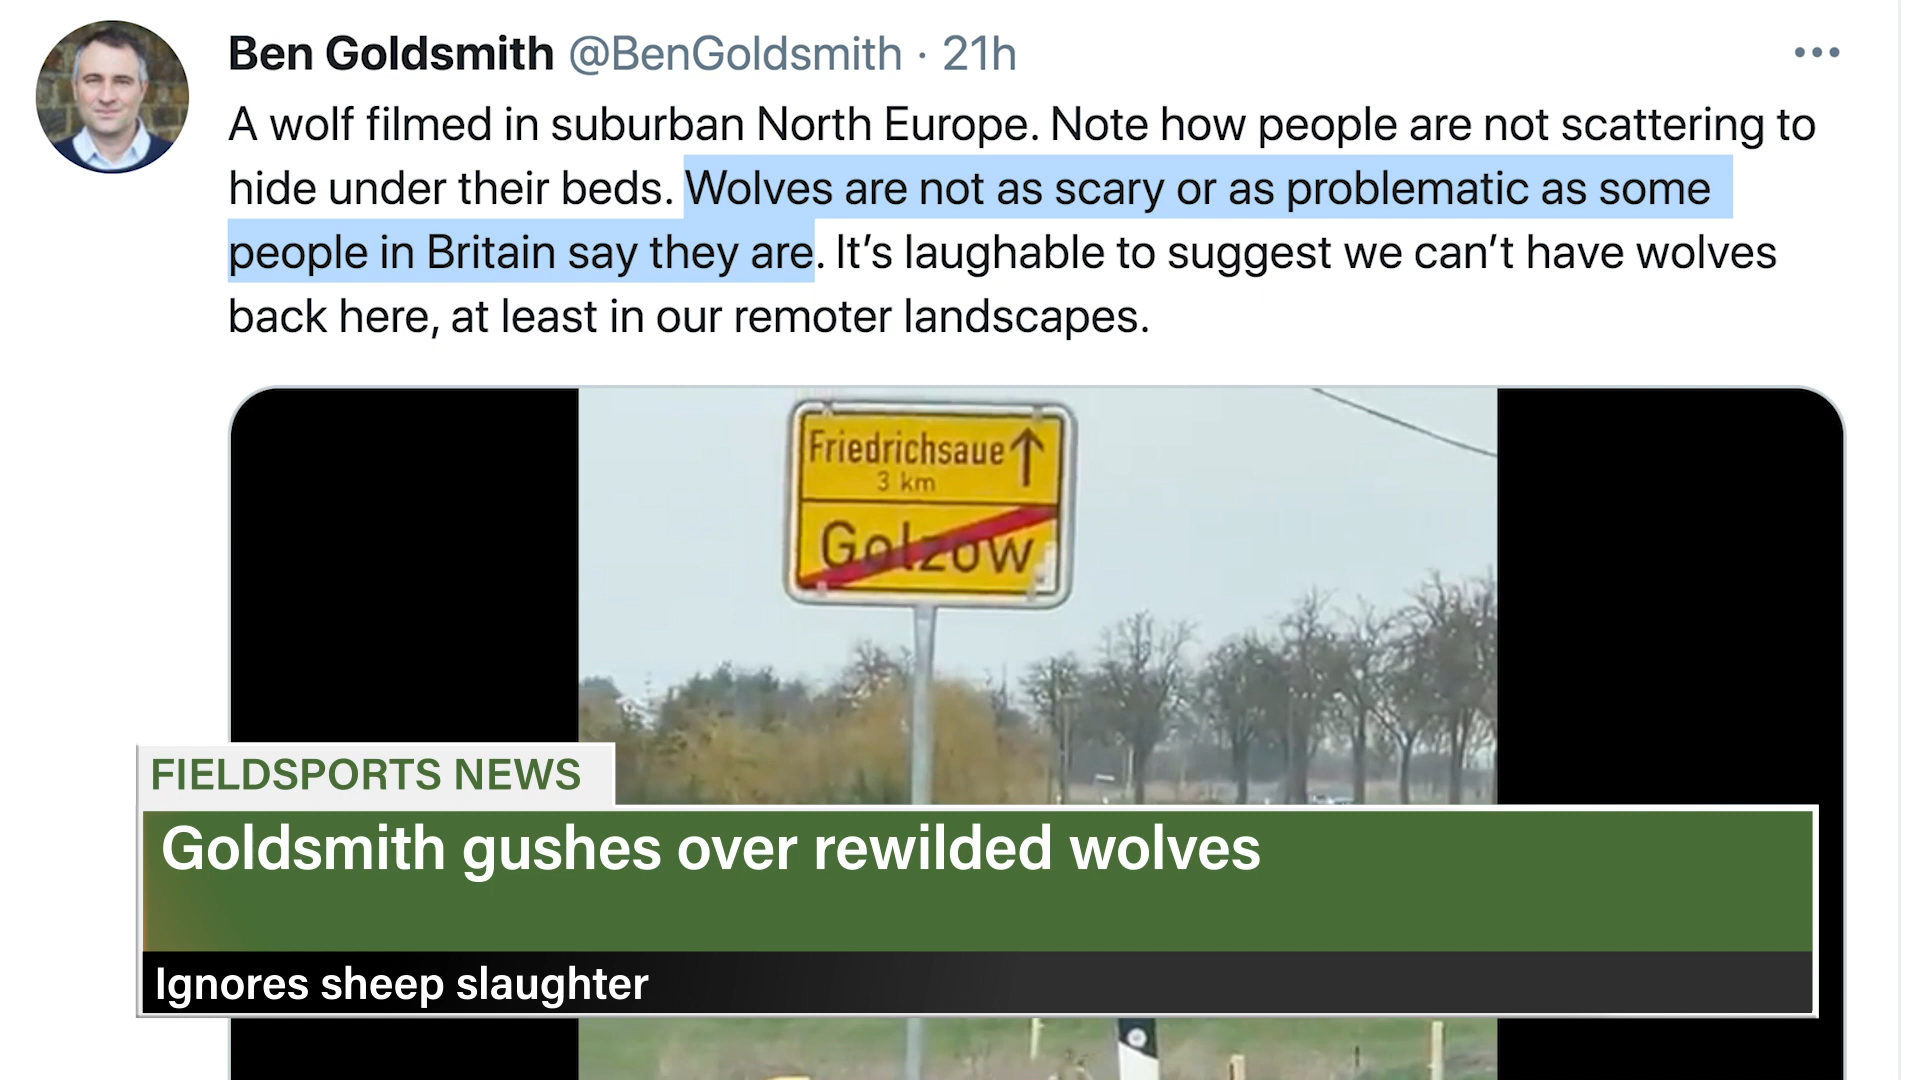 Ben Goldsmith @BenGoldsmith · 21h
A wolf filmed in suburban North Europe. Note how people are not scattering to
hide under their beds. Wolves are not as scary or as problematic as some
people in Britain say they are. It’s laughable to suggest we can’t have wolves
back here, at least in our remoter landscapes.
Friedrichsaue
3 km
Golzow
FIELDSPORTS NEWS
Goldsmith gushes over rewilded wolves
Ignores sheep slaughter